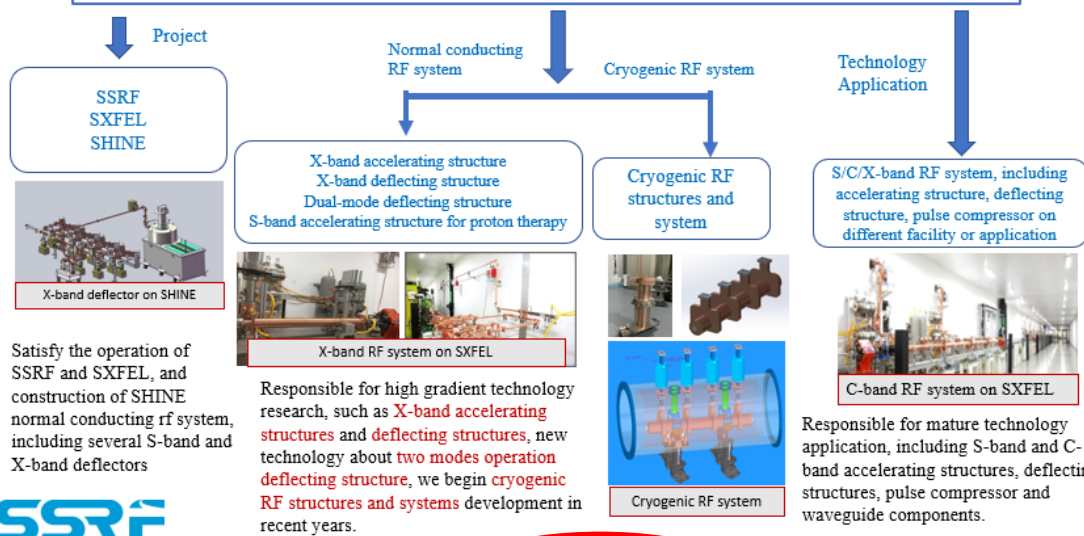 Project
Normal conducting
RF system
Cryogenic RF system
Technology
Application
SSRF
SXFEL
SHINE
X-band accelerating structure
X-band deflecting structure
Dual-mode deflecting structure
S-band accelerating structure for proton therapy
Cryogenic RF
structures and
system
S/C/X-band RF system, including
accelerating structure, deflecting
structure, pulse compressor on
different facility or application
X-band deflector on SHINE
X-band RF system on SXFEL
Cryogenic RF system
C-band RF system on SXFEL
Satisfy the operation of
SSRF and SXFEL, and
construction of SHINE
normal conducting rf system,
including several S-band and
X-band deflectors
Responsible for high gradient technology
research, such as X-band accelerating
structures and deflecting structures, new
technology about two modes operation
deflecting structure, we begin cryogenic
RF structures and systems development in
recent years.
Responsible for mature technology
application, including S-band and C-
band accelerating structures, deflectin
structures, pulse compressor and
waveguide components.
SSRF